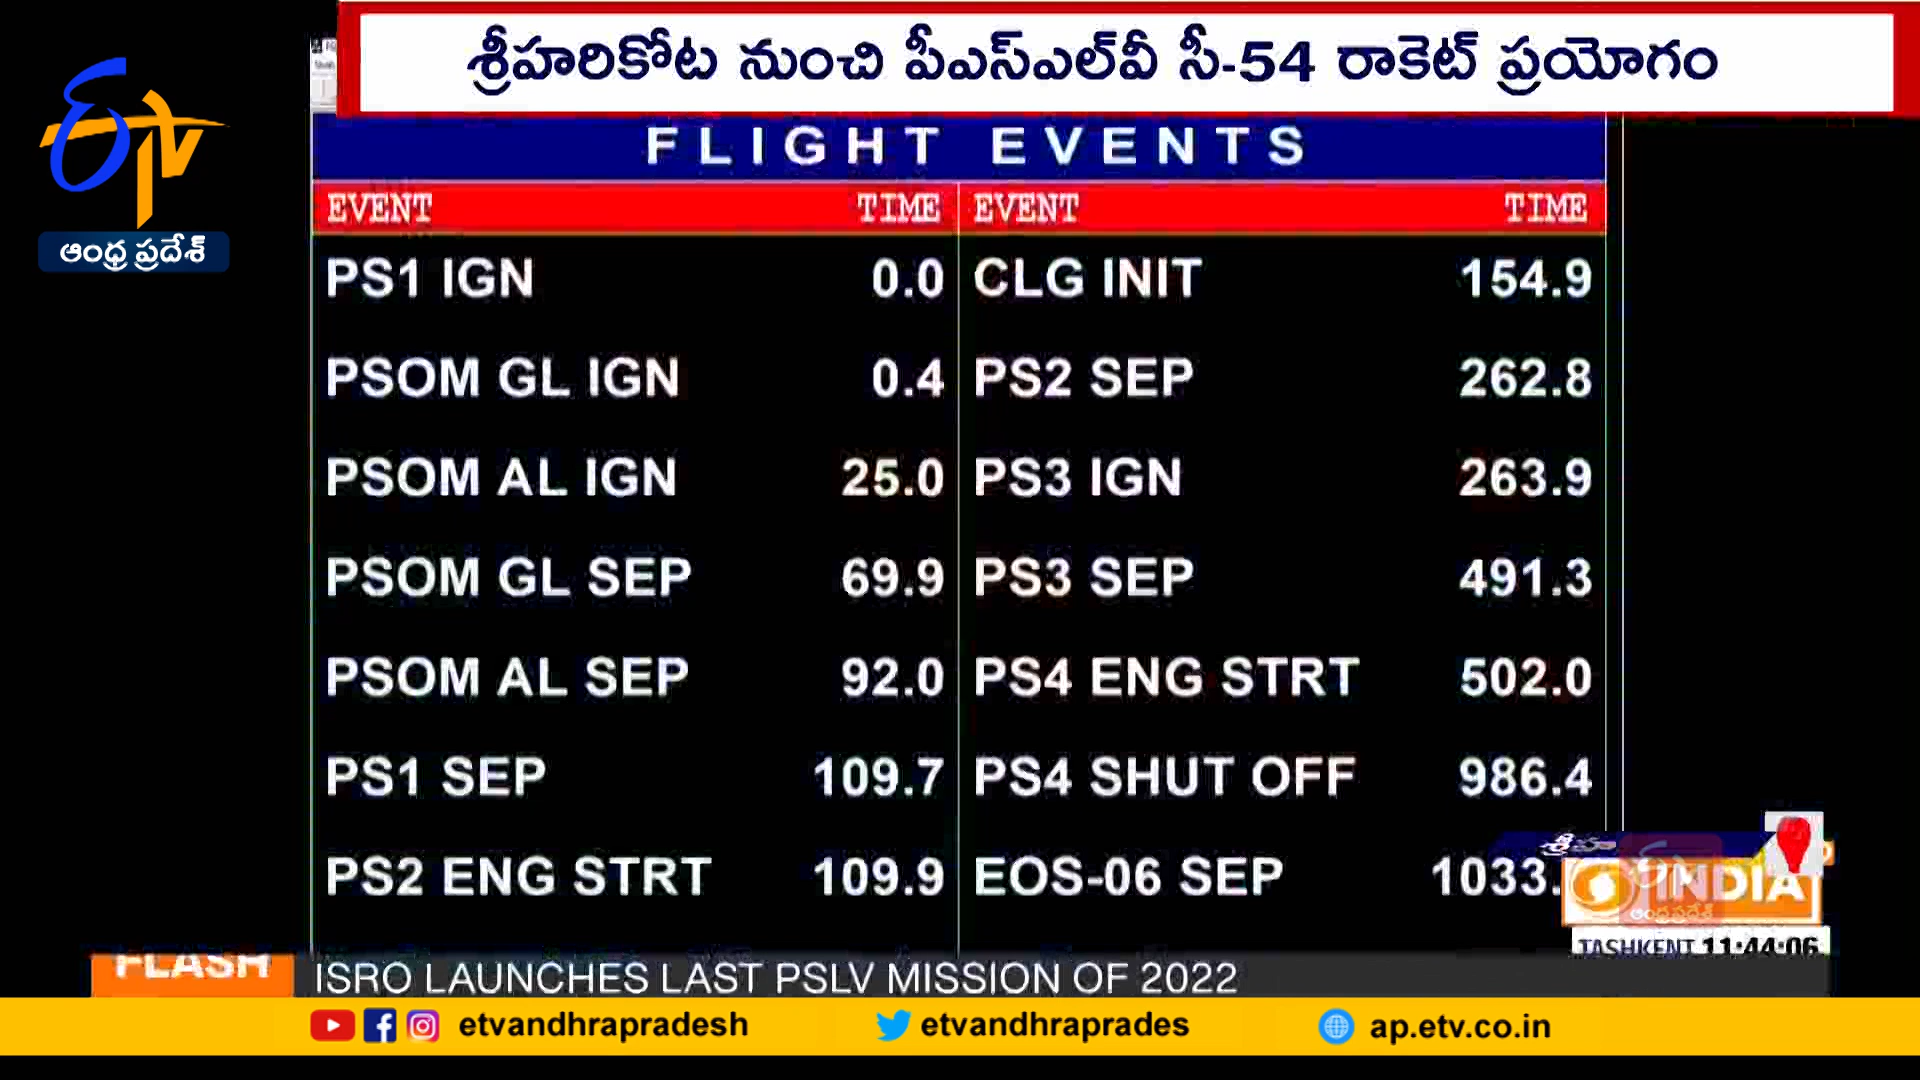 శ్రీహరికోట నుంచి పీఎస్ఎల్‌వీ సీ-54 రాకెట్ ప్రయోగం
ETV
ఆంధ్ర ప్రదేశ్
FLIGHT EVENTS
EVENT TIME EVENT TIME
PS1 IGN 0.0 CLG INIT 154.9
PSOM GL IGN 0.4 PS2 SEP 262.8
PSOM AL IGN 25.0 PS3 IGN 263.9
PSOM GL SEP 69.9 PS3 SEP 491.3
PSOM AL SEP 92.0 PS4 ENG STRT 502.0
PS1 SEP 109.7 PS4 SHUT OFF 986.4
PS2 ENG STRT 109.9 EOS-06 SEP 1033.
శ్రీహ
INDIA
ఆంధ్రప్రదేశ్
TASHKENT 11:44:06
FLASH ISRO LAUNCHES LAST PSLV MISSION OF 2022
etvandhrapradesh etvandhraprades ap.etv.co.in